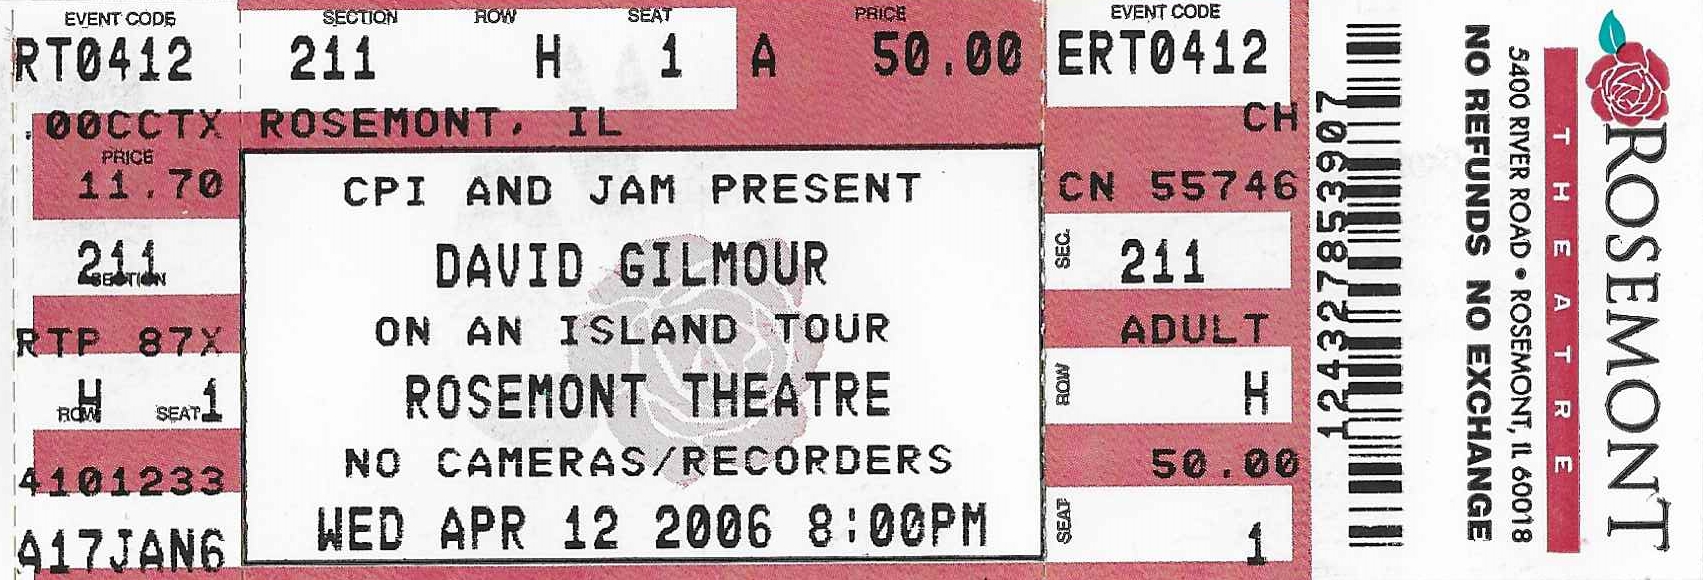 EVENT CODE SECTION ROW SEAT PRICE EVENT CODE
RT0412 211 H 1 A 50.00 ERT0412
.00CCTX ROSEMONT, IL CH
PRICE
11.70
CPI AND JAM PRESENT
CN 55746
DAVID GILMOUR
211
SECTION
SEC. 211
ON AN ISLAND TOUR
RTP 87X
ADULT
ROSEMONT THEATRE
H 1
ROW SEAT
ROW H
NO CAMERAS/RECORDERS
4101233
50.00
WED APR 12 2006 8:00PM
A17JAN6
SEAT 1
124327853907
NO REFUNDS NO EXCHANGE
5400 RIVER ROAD • ROSEMONT, IL 60018
THEATRE
ROSEMONT